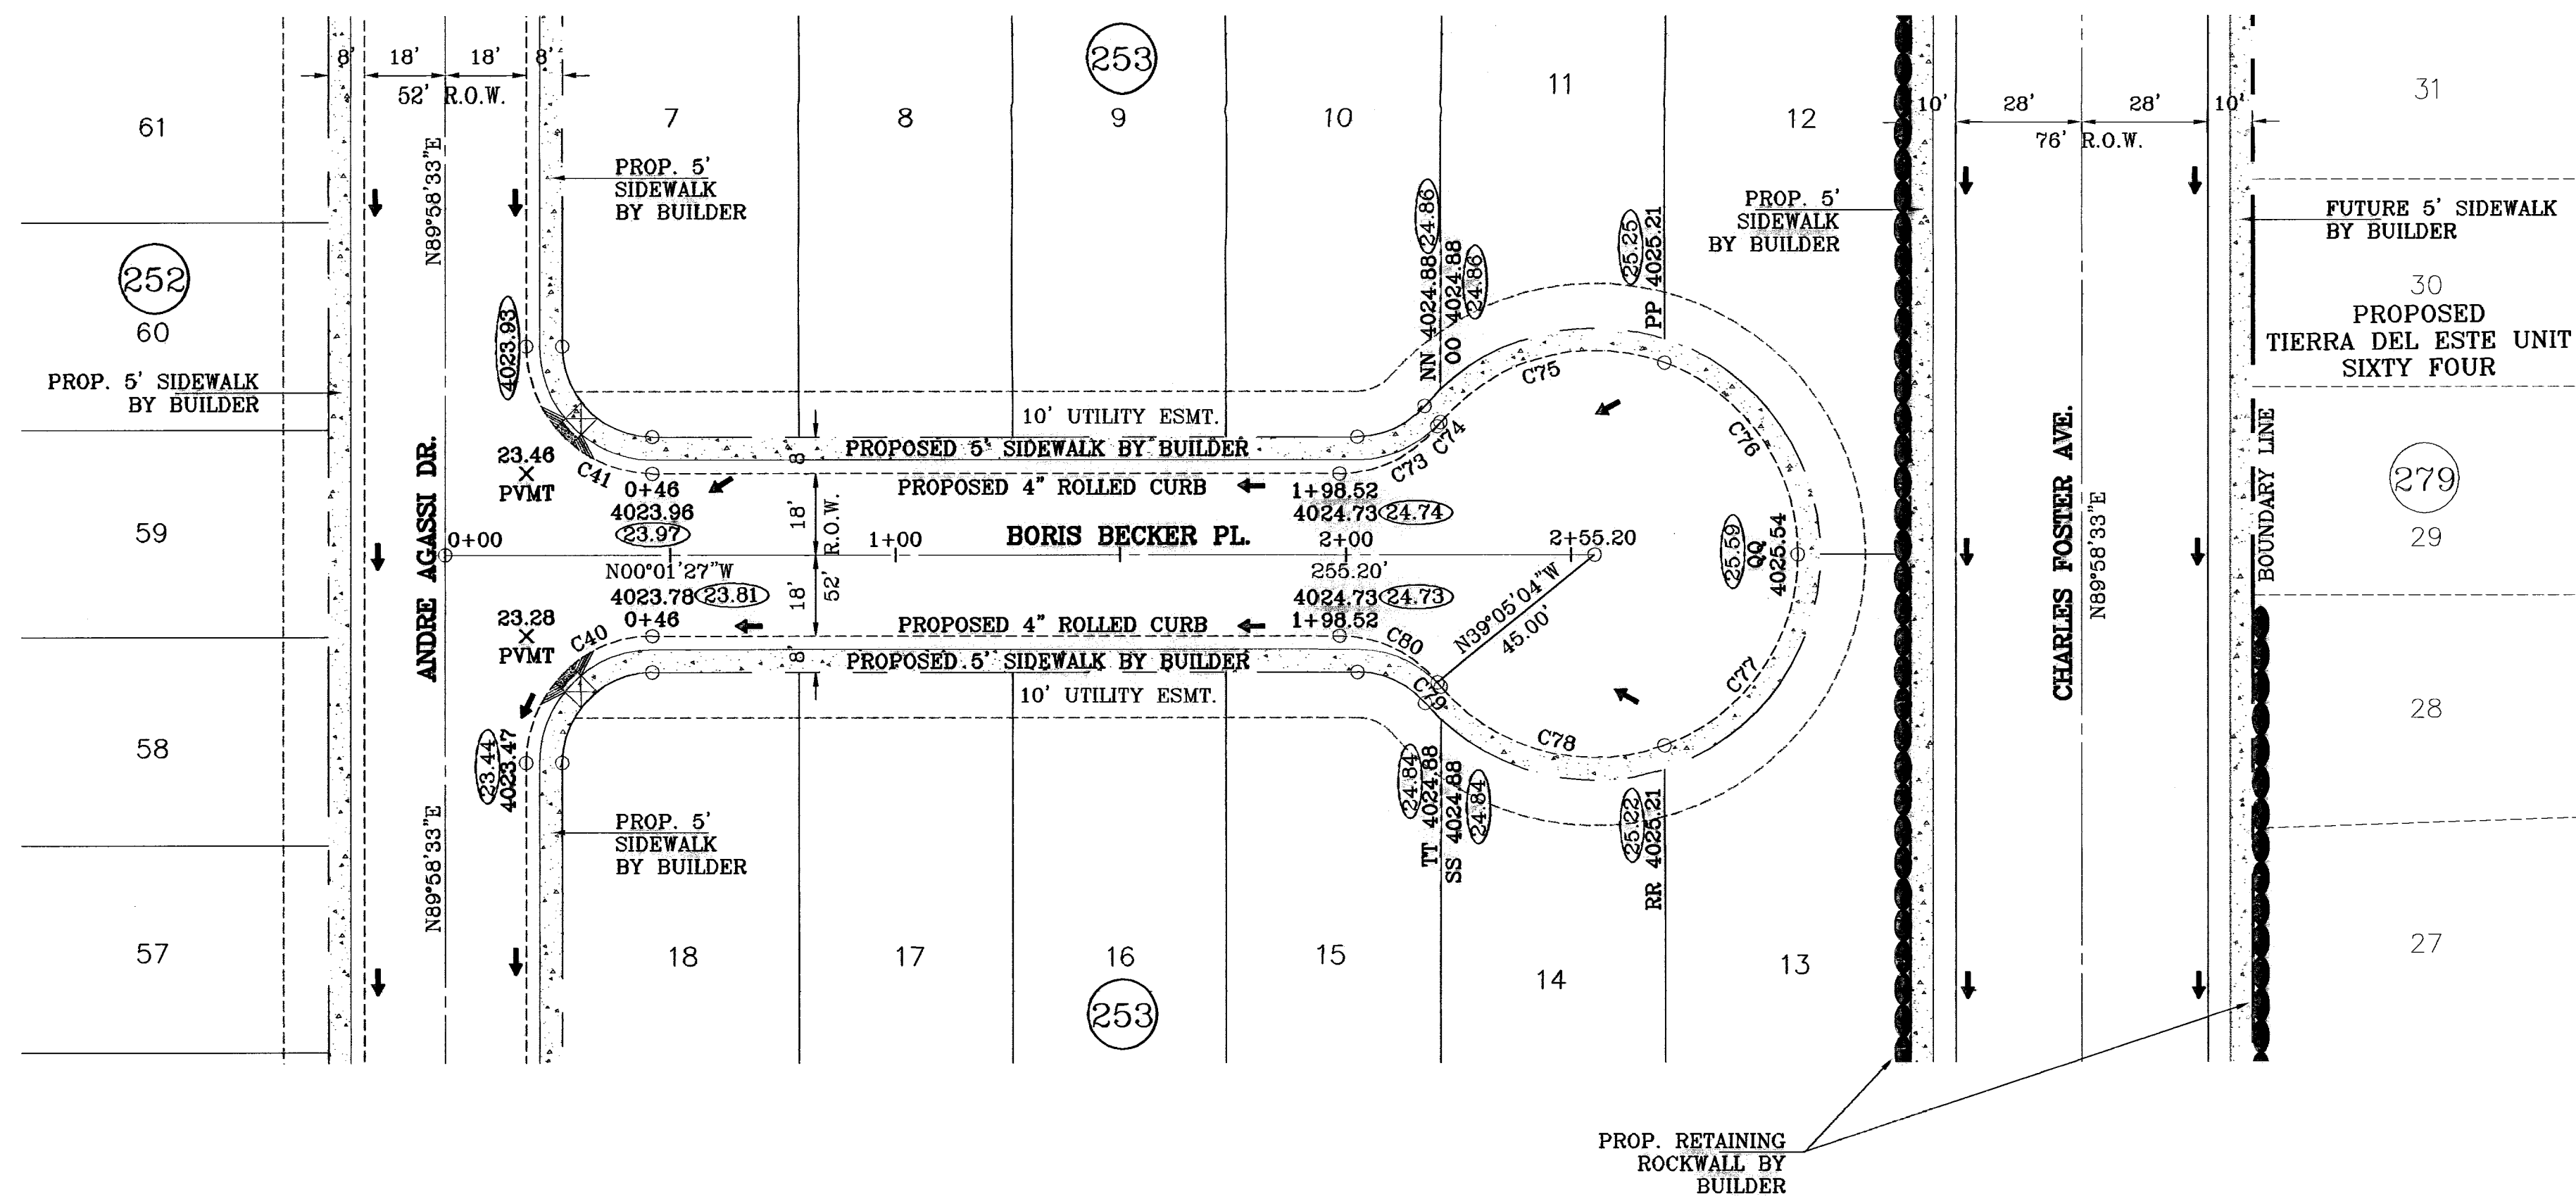 253
8' 18' 18' 8'
52' R.O.W.
61
7
8
9
10
11
12
10' 28' 28' 10'
76' R.O.W.
31
N89°58'33"E
PROP. 5'
SIDEWALK
BY BUILDER
PROP. 5'
SIDEWALK
BY BUILDER
FUTURE 5' SIDEWALK
BY BUILDER
252
60
4023.93
PROP. 5' SIDEWALK
BY BUILDER
NN 4024.88 24.86
OO 4024.88 24.86
PP 4025.21 25.25
30
PROPOSED
TIERRA DEL ESTE UNIT
SIXTY FOUR
10' UTILITY ESMT.
PROPOSED 5' SIDEWALK BY BUILDER
8'
C41
C73
C74
C75
C76
23.46
PVMT
0+46
4023.96
23.97
PROPOSED 4" ROLLED CURB
1+98.52
4024.73 24.74
59
ANDRE AGASSI DR.
0+00
1+00
BORIS BECKER PL.
2+00
2+55.20
18'
R.O.W.
52'
18'
25.59
QQ
4025.54
CHARLES FOSTER AVE.
N89°58'33"E
BOUNDARY LINE
279
29
N00°01'27"W
255.20'
4023.78 23.81
0+46
4024.73 24.73
1+98.52
N39°05'04"W
45.00'
23.28
PVMT
C40
PROPOSED 4" ROLLED CURB
C80
C79
C78
C77
8'
PROPOSED 5' SIDEWALK BY BUILDER
10' UTILITY ESMT.
58
23.44
4023.47
28
TT 4024.88 24.84
SS 4024.88 24.84
RR 4025.21 25.22
N89°58'33"E
PROP. 5'
SIDEWALK
BY BUILDER
57
18
17
16
15
14
13
27
253
PROP. RETAINING
ROCKWALL BY
BUILDER